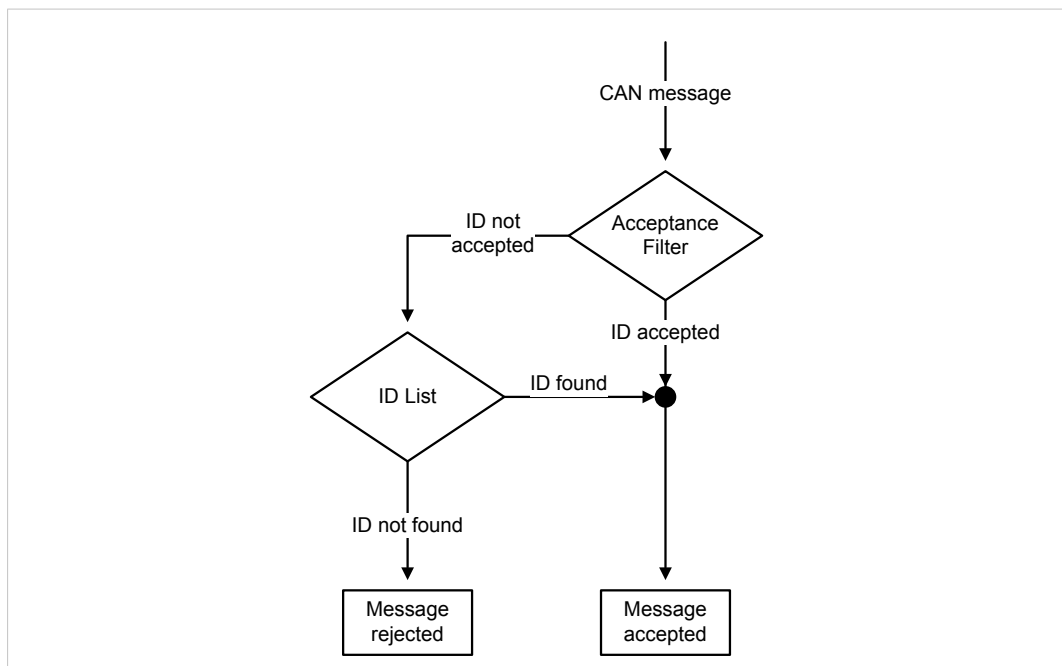 CAN message
Acceptance
Filter
ID not
accepted
ID accepted
ID List
ID found
ID not found
Message
rejected
Message
accepted